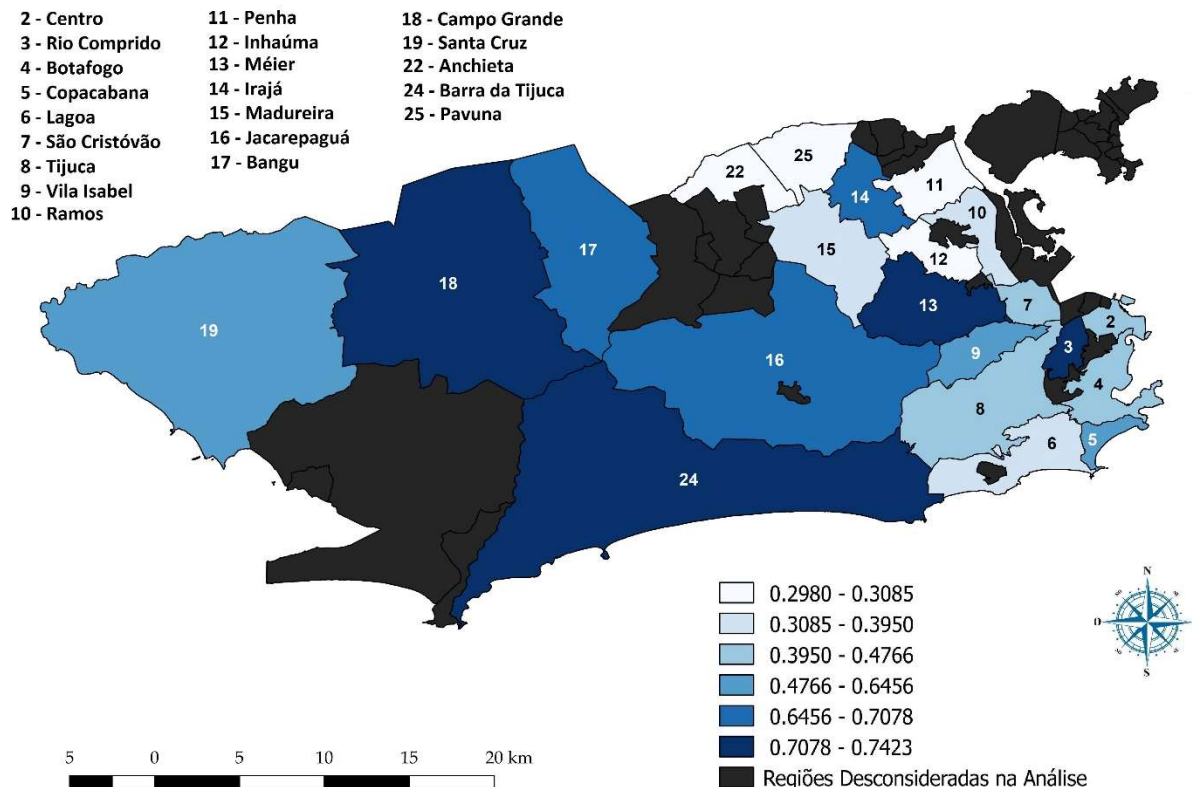 2 - Centro
3 - Rio Comprido
4 - Botafogo
5 - Copacabana
6 - Lagoa
7 - São Cristóvão
8 - Tijuca
9 - Vila Isabel
10 - Ramos
11 - Penha
12 - Inhaúma
13 - Méier
14 - Irajá
15 - Madureira
16 - Jacarepaguá
17 - Bangu
18 - Campo Grande
19 - Santa Cruz
22 - Anchieta
24 - Barra da Tijuca
25 - Pavuna
25
22
11
14
10
15
17
12
18
13
7
2
19
3
9
16
4
8
5
6
24
0.2980 - 0.3085
0.3085 - 0.3950
0.3950 - 0.4766
0.4766 - 0.6456
0.6456 - 0.7078
0.7078 - 0.7423
Regiões Desconsideradas na Análise
N
O
S
5 0 5 10 15 20 km